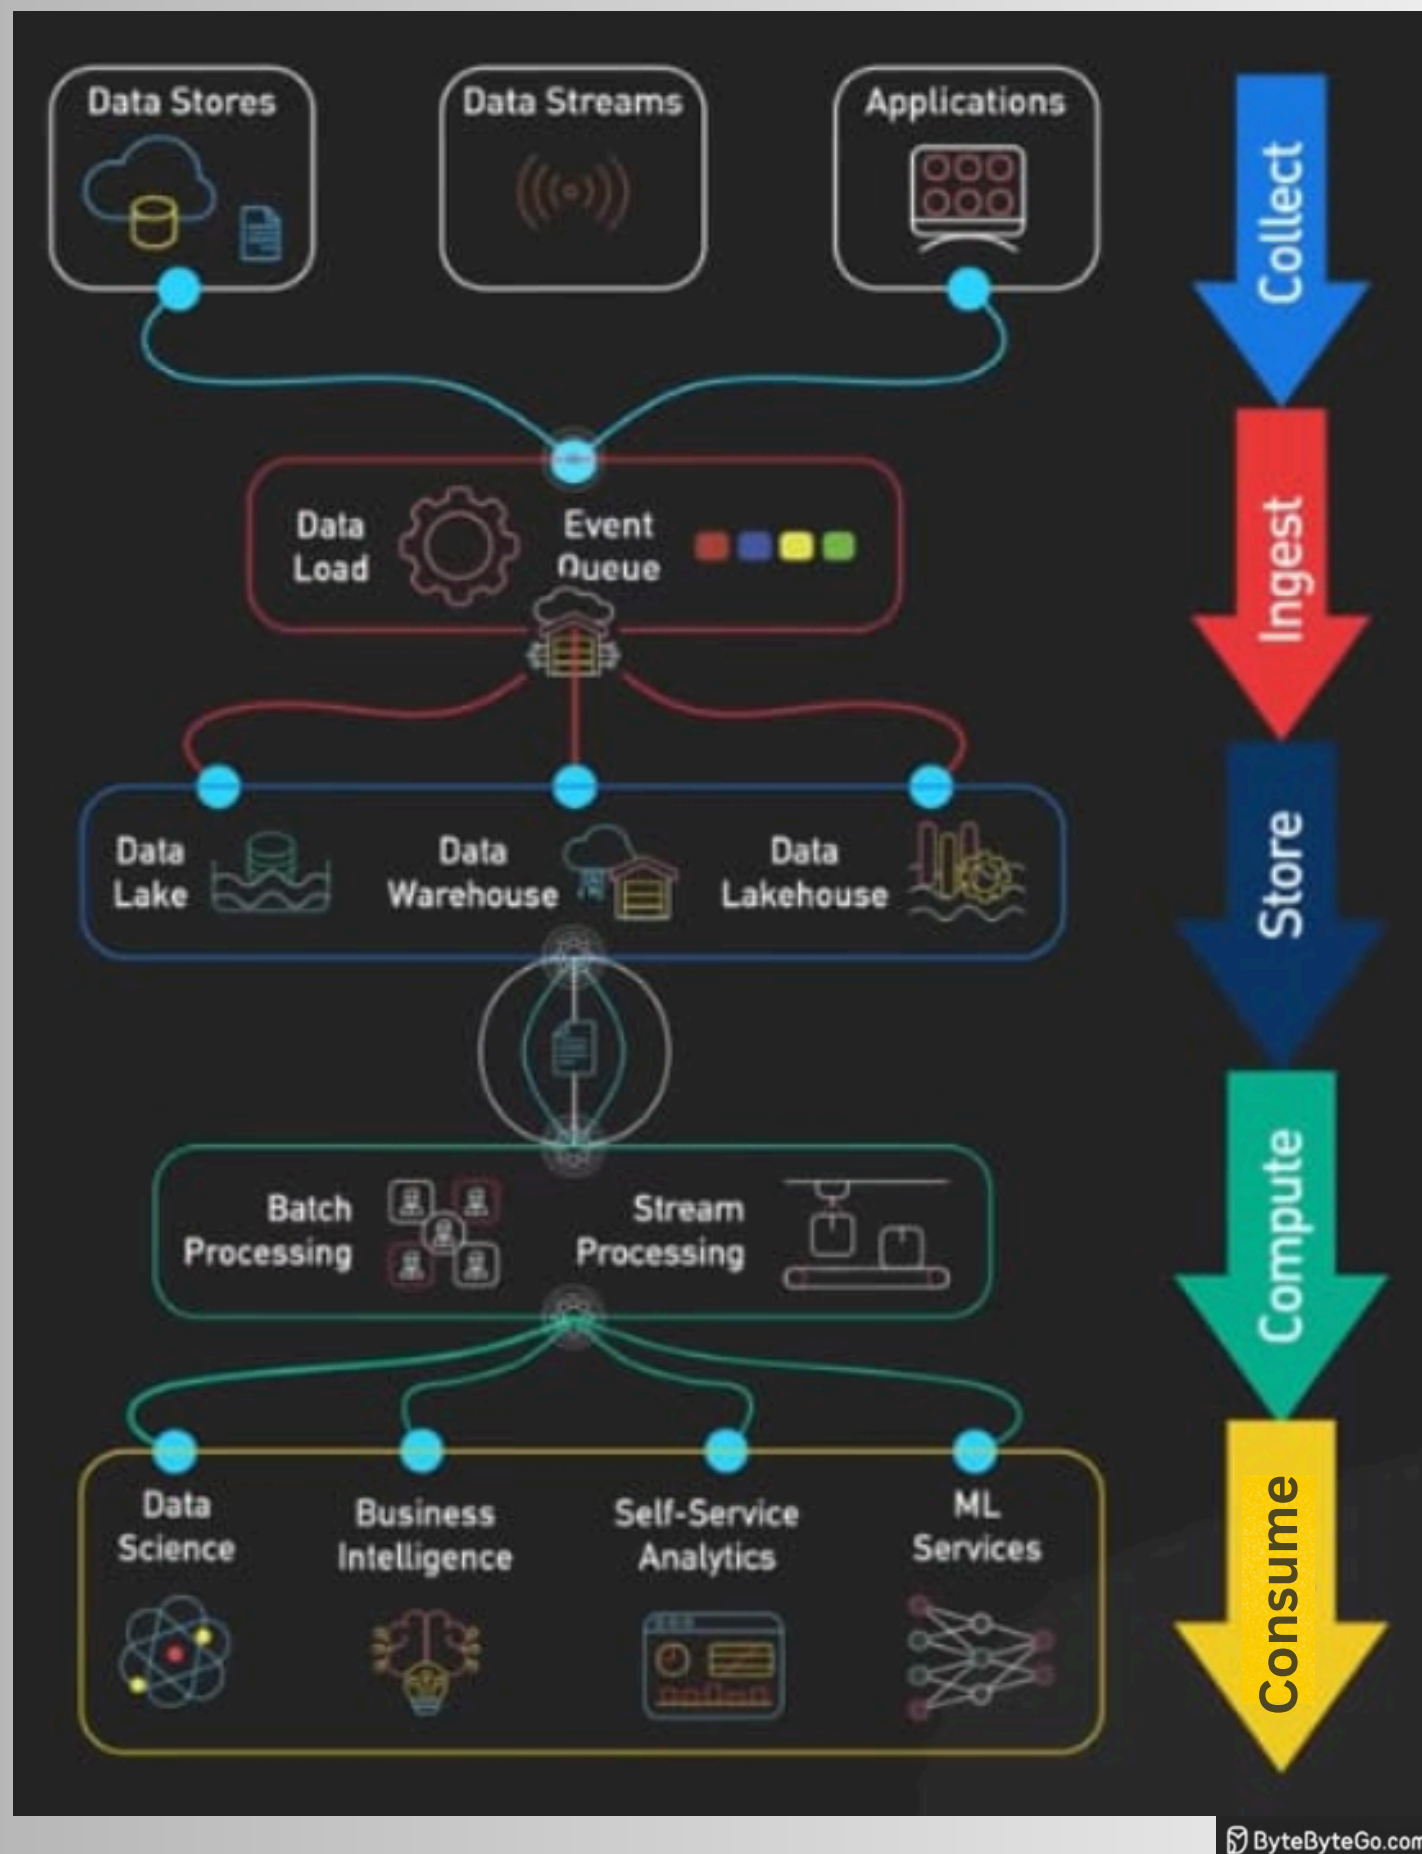 Data Stores
Data Streams
Applications
Collect
Data
Load
Event
Queue
Ingest
Data
Lake
Data
Warehouse
Data
Lakehouse
Store
Batch
Processing
Stream
Processing
Compute
Data
Science
Business
Intelligence
Self-Service
Analytics
ML
Services
Consume
ByteByteGo.com